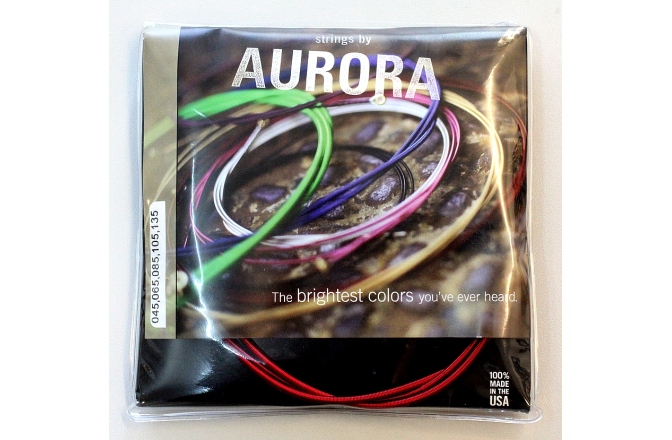 strings by
AURORA
045,065,085,105,135
The brightest colors you've ever heard.
100%
MADE
IN THE
USA